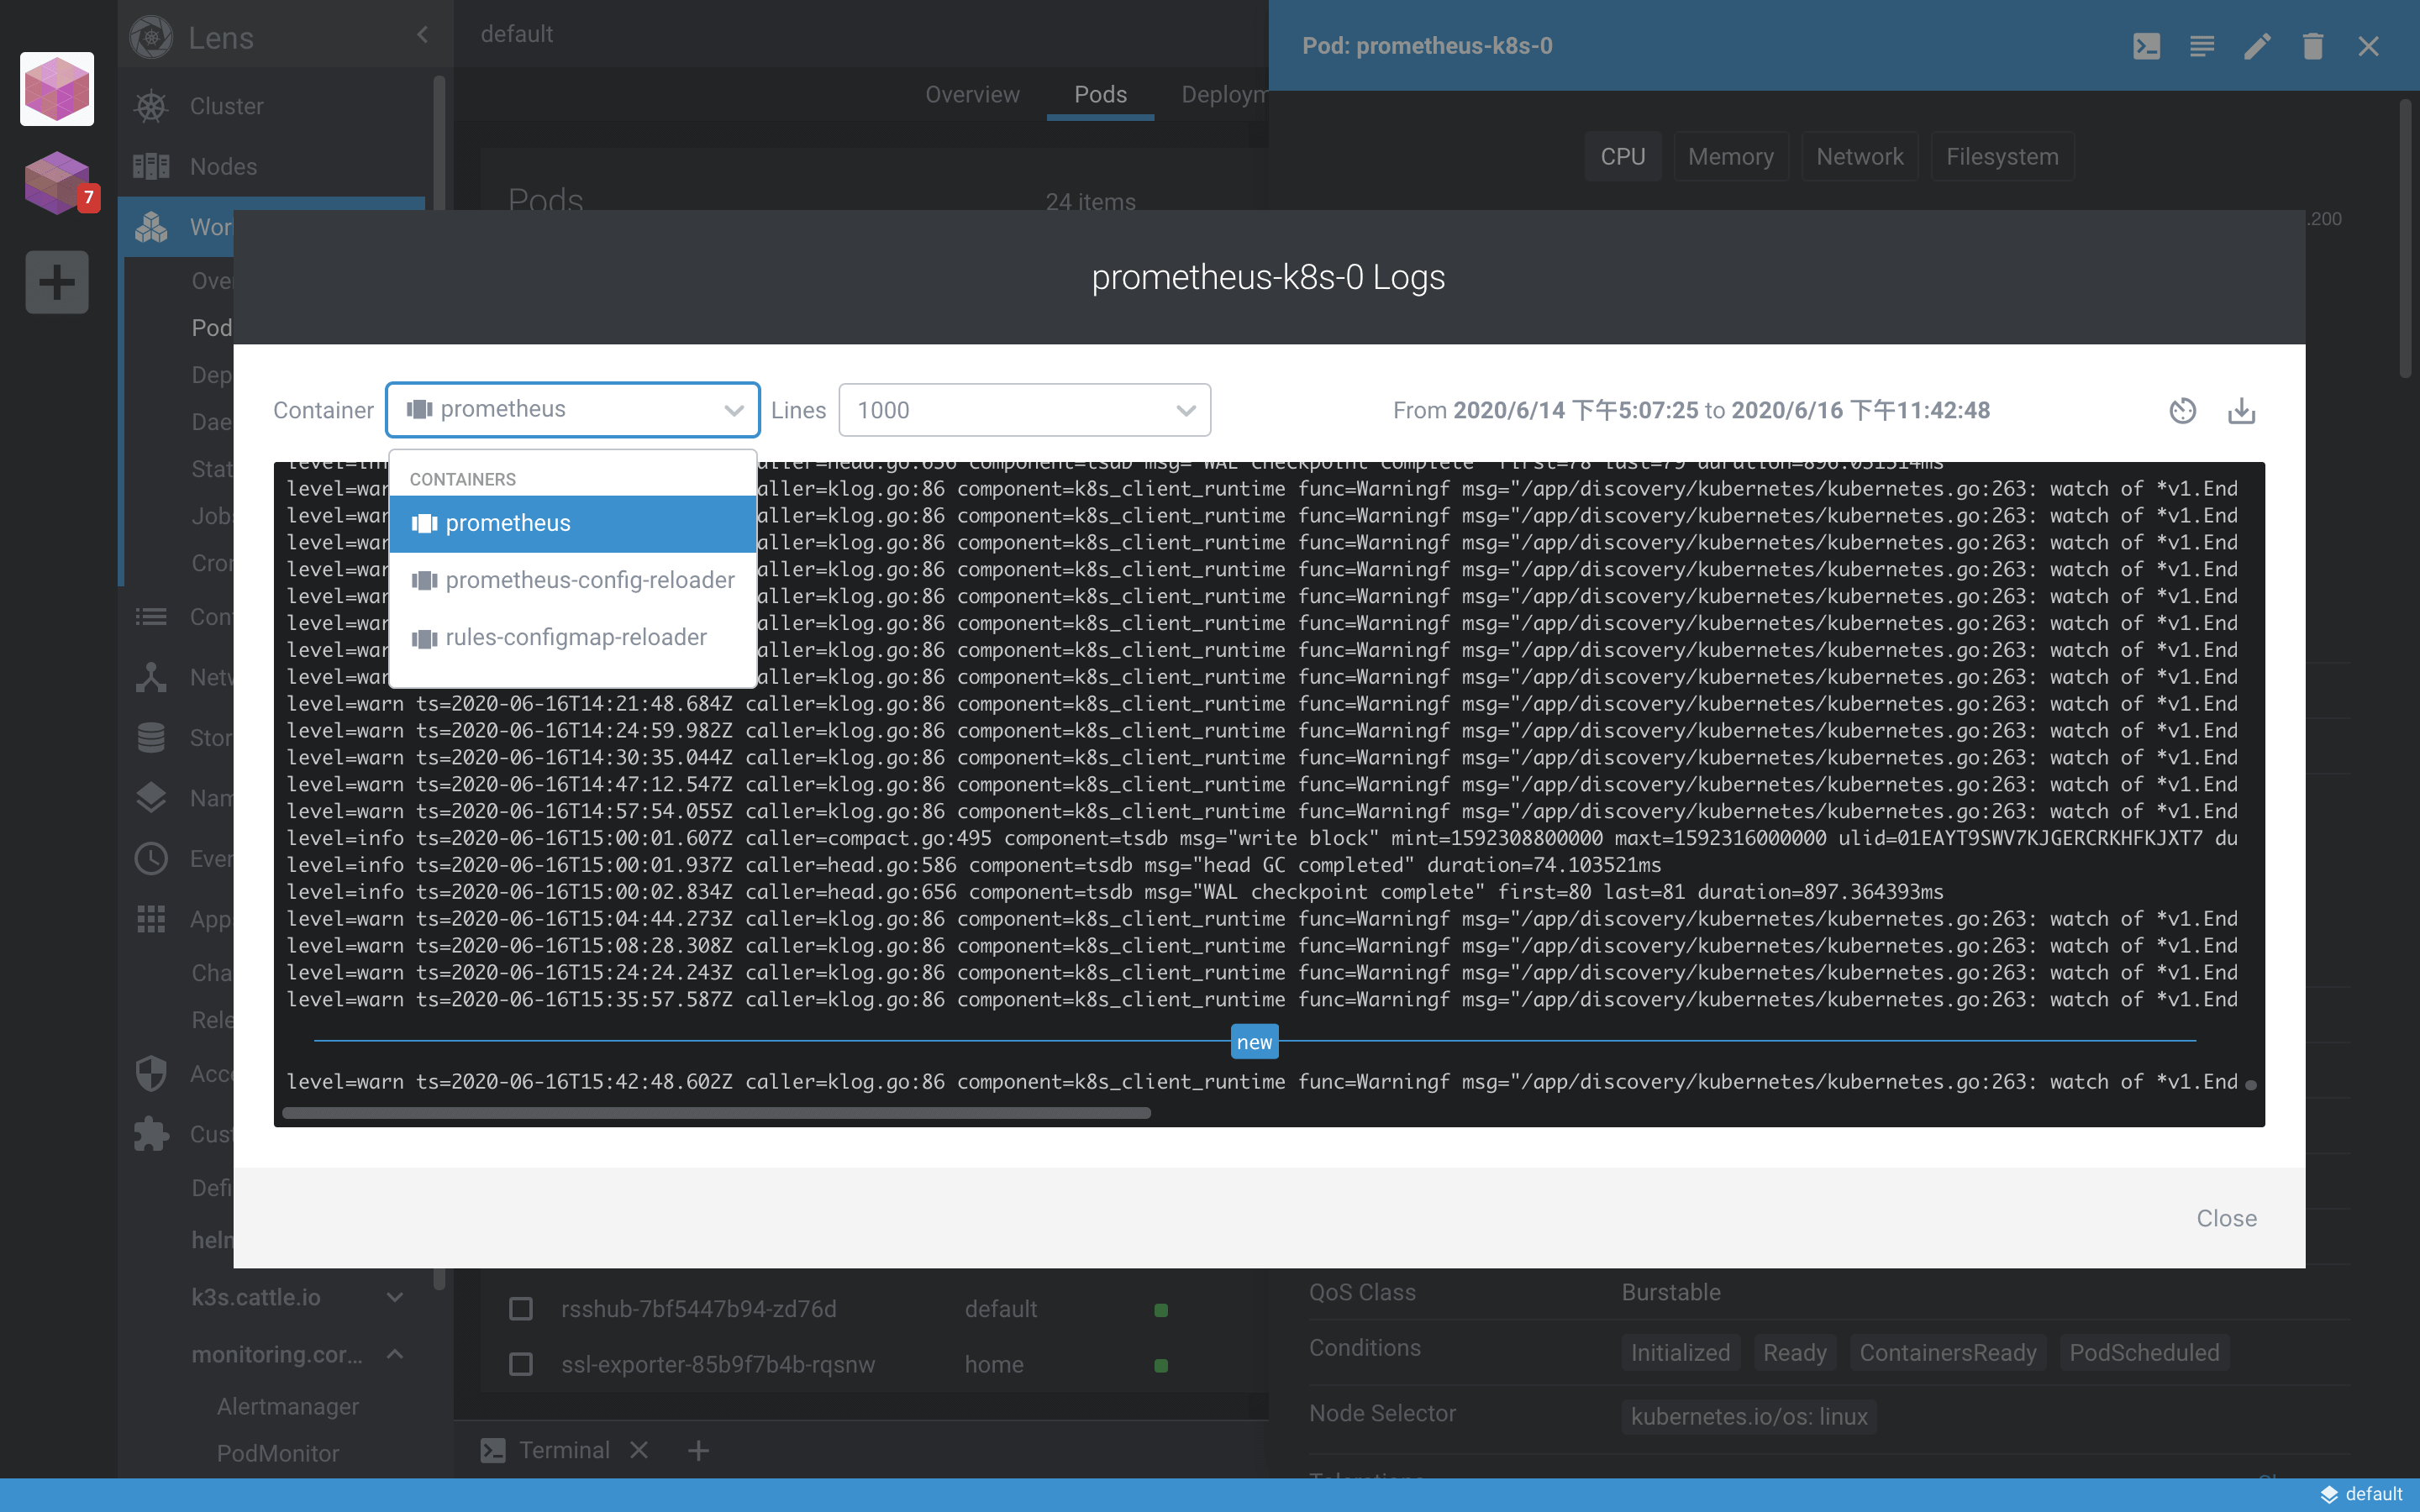 Lens
default
Pod: prometheus-k8s-0
Cluster
Overview
Pods
Deploym
CPU
Memory
Network
Filesystem
Nodes
7
Pods
24 items
.200
Wor
prometheus-k8s-0 Logs
Ove
Pod
Dep
Dae
Stat
Job
Cron
Con
Netw
Stor
Nam
Ever
App
Cha
Rele
Acce
Cust
Defi
helm
Container
prometheus
Lines
1000
From 2020/6/14 下午5:07:25 to 2020/6/16 下午11:42:48
CONTAINERS
prometheus
prometheus-config-reloader
rules-configmap-reloader
level=inf aller=head.go:656 component=tsdb msg="WAL checkpoint complete" first=78 last=79 duration=896.051514ms
level=war aller=klog.go:86 component=k8s_client_runtime func=Warningf msg="/app/discovery/kubernetes/kubernetes.go:263: watch of *v1.End
level=war aller=klog.go:86 component=k8s_client_runtime func=Warningf msg="/app/discovery/kubernetes/kubernetes.go:263: watch of *v1.End
level=war aller=klog.go:86 component=k8s_client_runtime func=Warningf msg="/app/discovery/kubernetes/kubernetes.go:263: watch of *v1.End
level=war aller=klog.go:86 component=k8s_client_runtime func=Warningf msg="/app/discovery/kubernetes/kubernetes.go:263: watch of *v1.End
level=war aller=klog.go:86 component=k8s_client_runtime func=Warningf msg="/app/discovery/kubernetes/kubernetes.go:263: watch of *v1.End
level=war aller=klog.go:86 component=k8s_client_runtime func=Warningf msg="/app/discovery/kubernetes/kubernetes.go:263: watch of *v1.End
level=war aller=klog.go:86 component=k8s_client_runtime func=Warningf msg="/app/discovery/kubernetes/kubernetes.go:263: watch of *v1.End
level=war aller=klog.go:86 component=k8s_client_runtime func=Warningf msg="/app/discovery/kubernetes/kubernetes.go:263: watch of *v1.End
level=warn ts=2020-06-16T14:21:48.684Z caller=klog.go:86 component=k8s_client_runtime func=Warningf msg="/app/discovery/kubernetes/kubernetes.go:263: watch of *v1.End
level=warn ts=2020-06-16T14:24:59.982Z caller=klog.go:86 component=k8s_client_runtime func=Warningf msg="/app/discovery/kubernetes/kubernetes.go:263: watch of *v1.End
level=warn ts=2020-06-16T14:30:35.044Z caller=klog.go:86 component=k8s_client_runtime func=Warningf msg="/app/discovery/kubernetes/kubernetes.go:263: watch of *v1.End
level=warn ts=2020-06-16T14:47:12.547Z caller=klog.go:86 component=k8s_client_runtime func=Warningf msg="/app/discovery/kubernetes/kubernetes.go:263: watch of *v1.End
level=warn ts=2020-06-16T14:57:54.055Z caller=klog.go:86 component=k8s_client_runtime func=Warningf msg="/app/discovery/kubernetes/kubernetes.go:263: watch of *v1.End
level=info ts=2020-06-16T15:00:01.607Z caller=compact.go:495 component=tsdb msg="write block" mint=1592308800000 maxt=1592316000000 ulid=01EAYT9SWV7KJGERCRKHFKJXT7 du
level=info ts=2020-06-16T15:00:01.937Z caller=head.go:586 component=tsdb msg="head GC completed" duration=74.103521ms
level=info ts=2020-06-16T15:00:02.834Z caller=head.go:656 component=tsdb msg="WAL checkpoint complete" first=80 last=81 duration=897.364393ms
level=warn ts=2020-06-16T15:04:44.273Z caller=klog.go:86 component=k8s_client_runtime func=Warningf msg="/app/discovery/kubernetes/kubernetes.go:263: watch of *v1.End
level=warn ts=2020-06-16T15:08:28.308Z caller=klog.go:86 component=k8s_client_runtime func=Warningf msg="/app/discovery/kubernetes/kubernetes.go:263: watch of *v1.End
level=warn ts=2020-06-16T15:24:24.243Z caller=klog.go:86 component=k8s_client_runtime func=Warningf msg="/app/discovery/kubernetes/kubernetes.go:263: watch of *v1.End
level=warn ts=2020-06-16T15:35:57.587Z caller=klog.go:86 component=k8s_client_runtime func=Warningf msg="/app/discovery/kubernetes/kubernetes.go:263: watch of *v1.End
new
level=warn ts=2020-06-16T15:42:48.602Z caller=klog.go:86 component=k8s_client_runtime func=Warningf msg="/app/discovery/kubernetes/kubernetes.go:263: watch of *v1.End
Close
k3s.cattle.io
monitoring.cor...
Alertmanager
PodMonitor
rsshub-7bf5447b94-zd76d
default
ssl-exporter-85b9f7b4b-rqsnw
home
QoS Class
Burstable
Conditions
Initialized
Ready
ContainersReady
PodScheduled
Node Selector
kubernetes.io/os: linux
Terminal
default